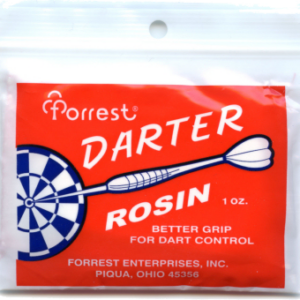 Forrest®
DARTER
ROSIN 1 OZ.
BETTER GRIP
FOR DART CONTROL
FORREST ENTERPRISES, INC.
PIQUA, OHIO 45356